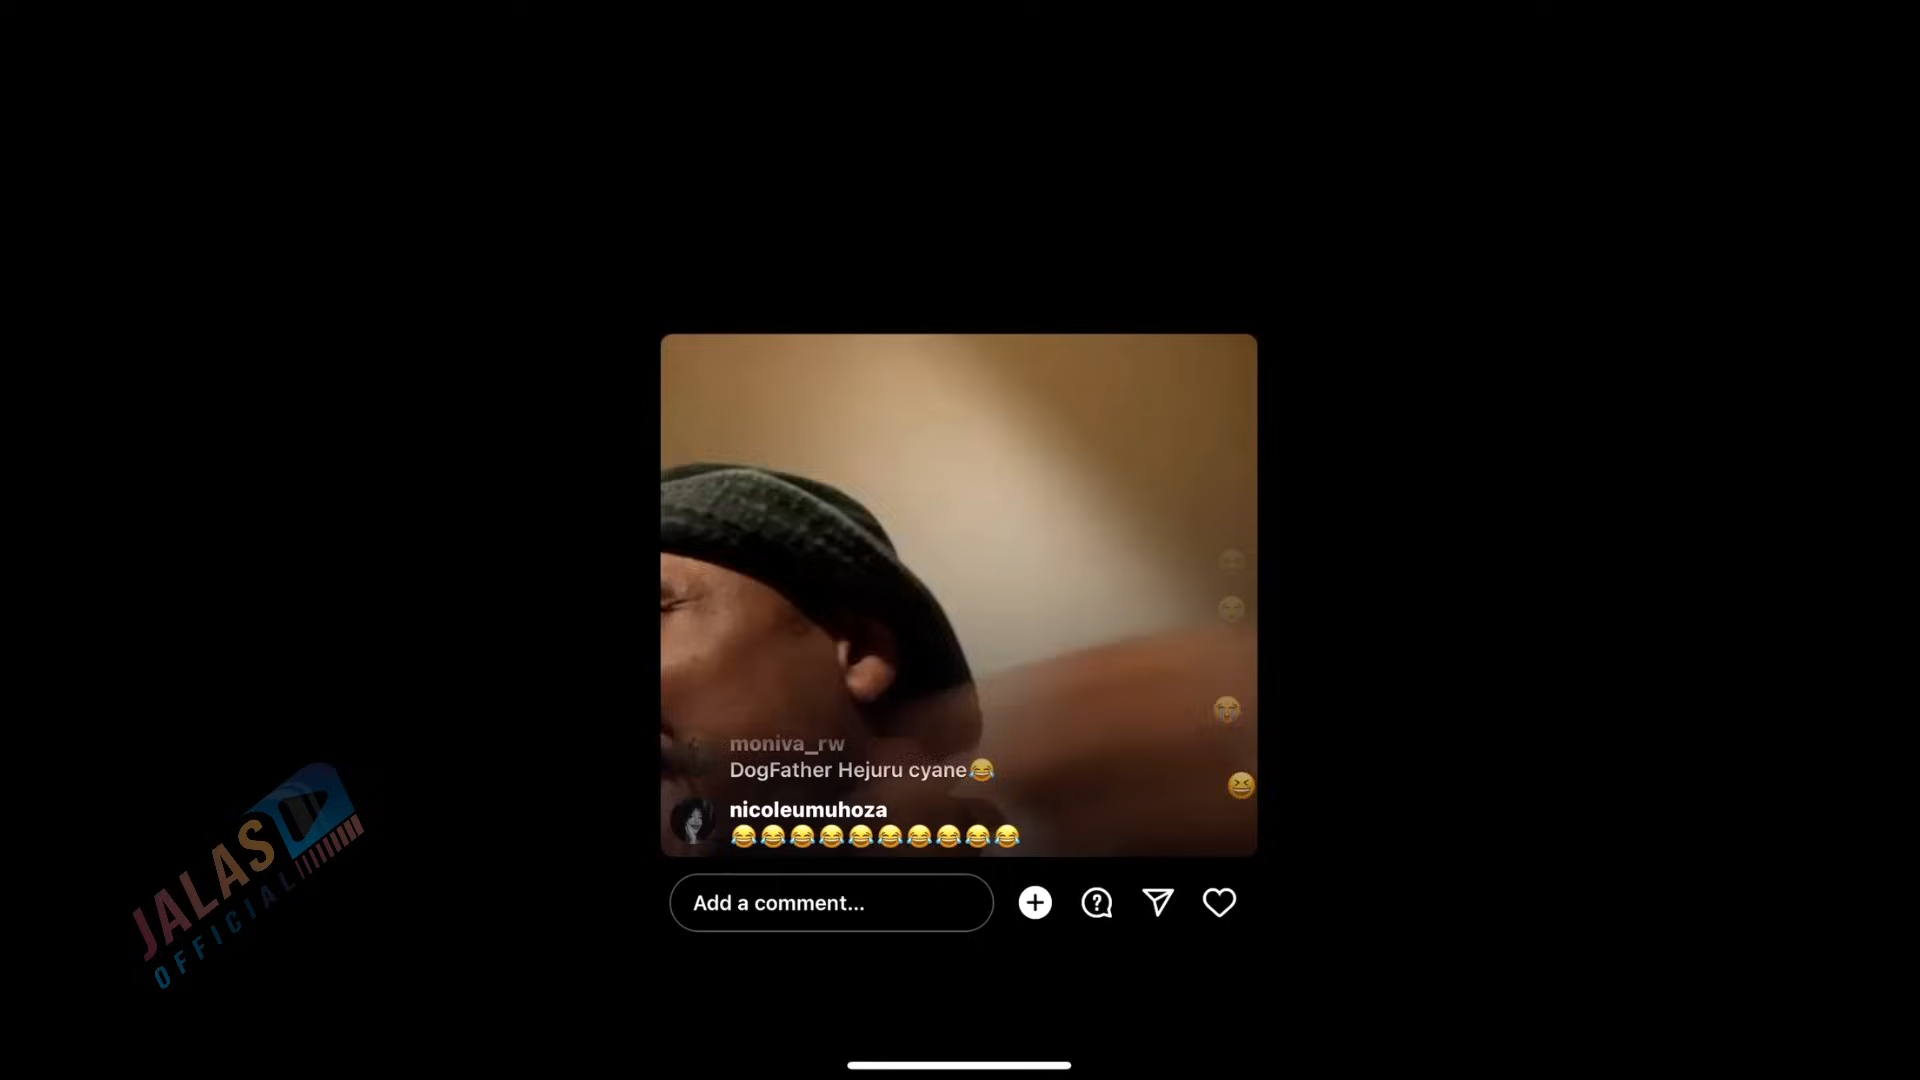 moniva_rw
DogFather Hejuru cyane😂
nicoleumuhoza
😂😂😂😂😂😂😂😂😂😂
Add a comment...
JALAS
OFFICIAL